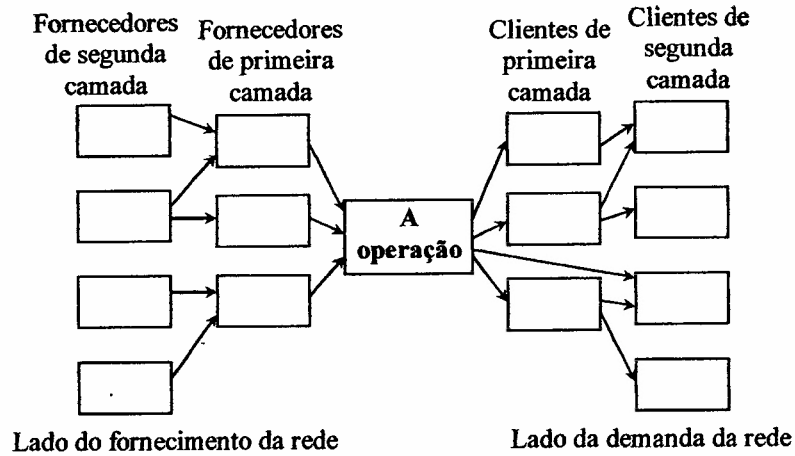 Fornecedores
de segunda
camada
Fornecedores
de primeira
camada
Clientes de
primeira
camada
Clientes de
segunda
camada
A
operação
Lado do fornecimento da rede
Lado da demanda da rede